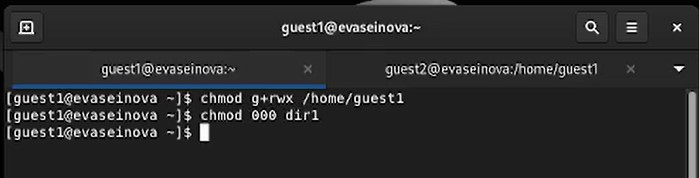 guest1@evaseinova:~
guest1@evaseinova:~
guest2@evaseinova:/home/guest1
[guest1@evaseinova ~]$ chmod g+rwx /home/guest1
[guest1@evaseinova ~]$ chmod 000 dir1
[guest1@evaseinova ~]$